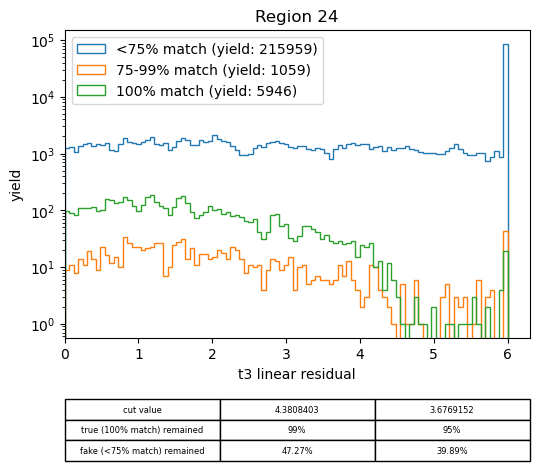 Region 24
<75% match (yield: 215959)
75-99% match (yield: 1059)
100% match (yield: 5946)
yield
10^5
10^4
10^3
10^2
10^1
10^0
0 1 2 3 4 5 6
t3 linear residual
cut value 4.3808403 3.6769152
true (100% match) remained 99% 95%
fake (<75% match) remained 47.27% 39.89%